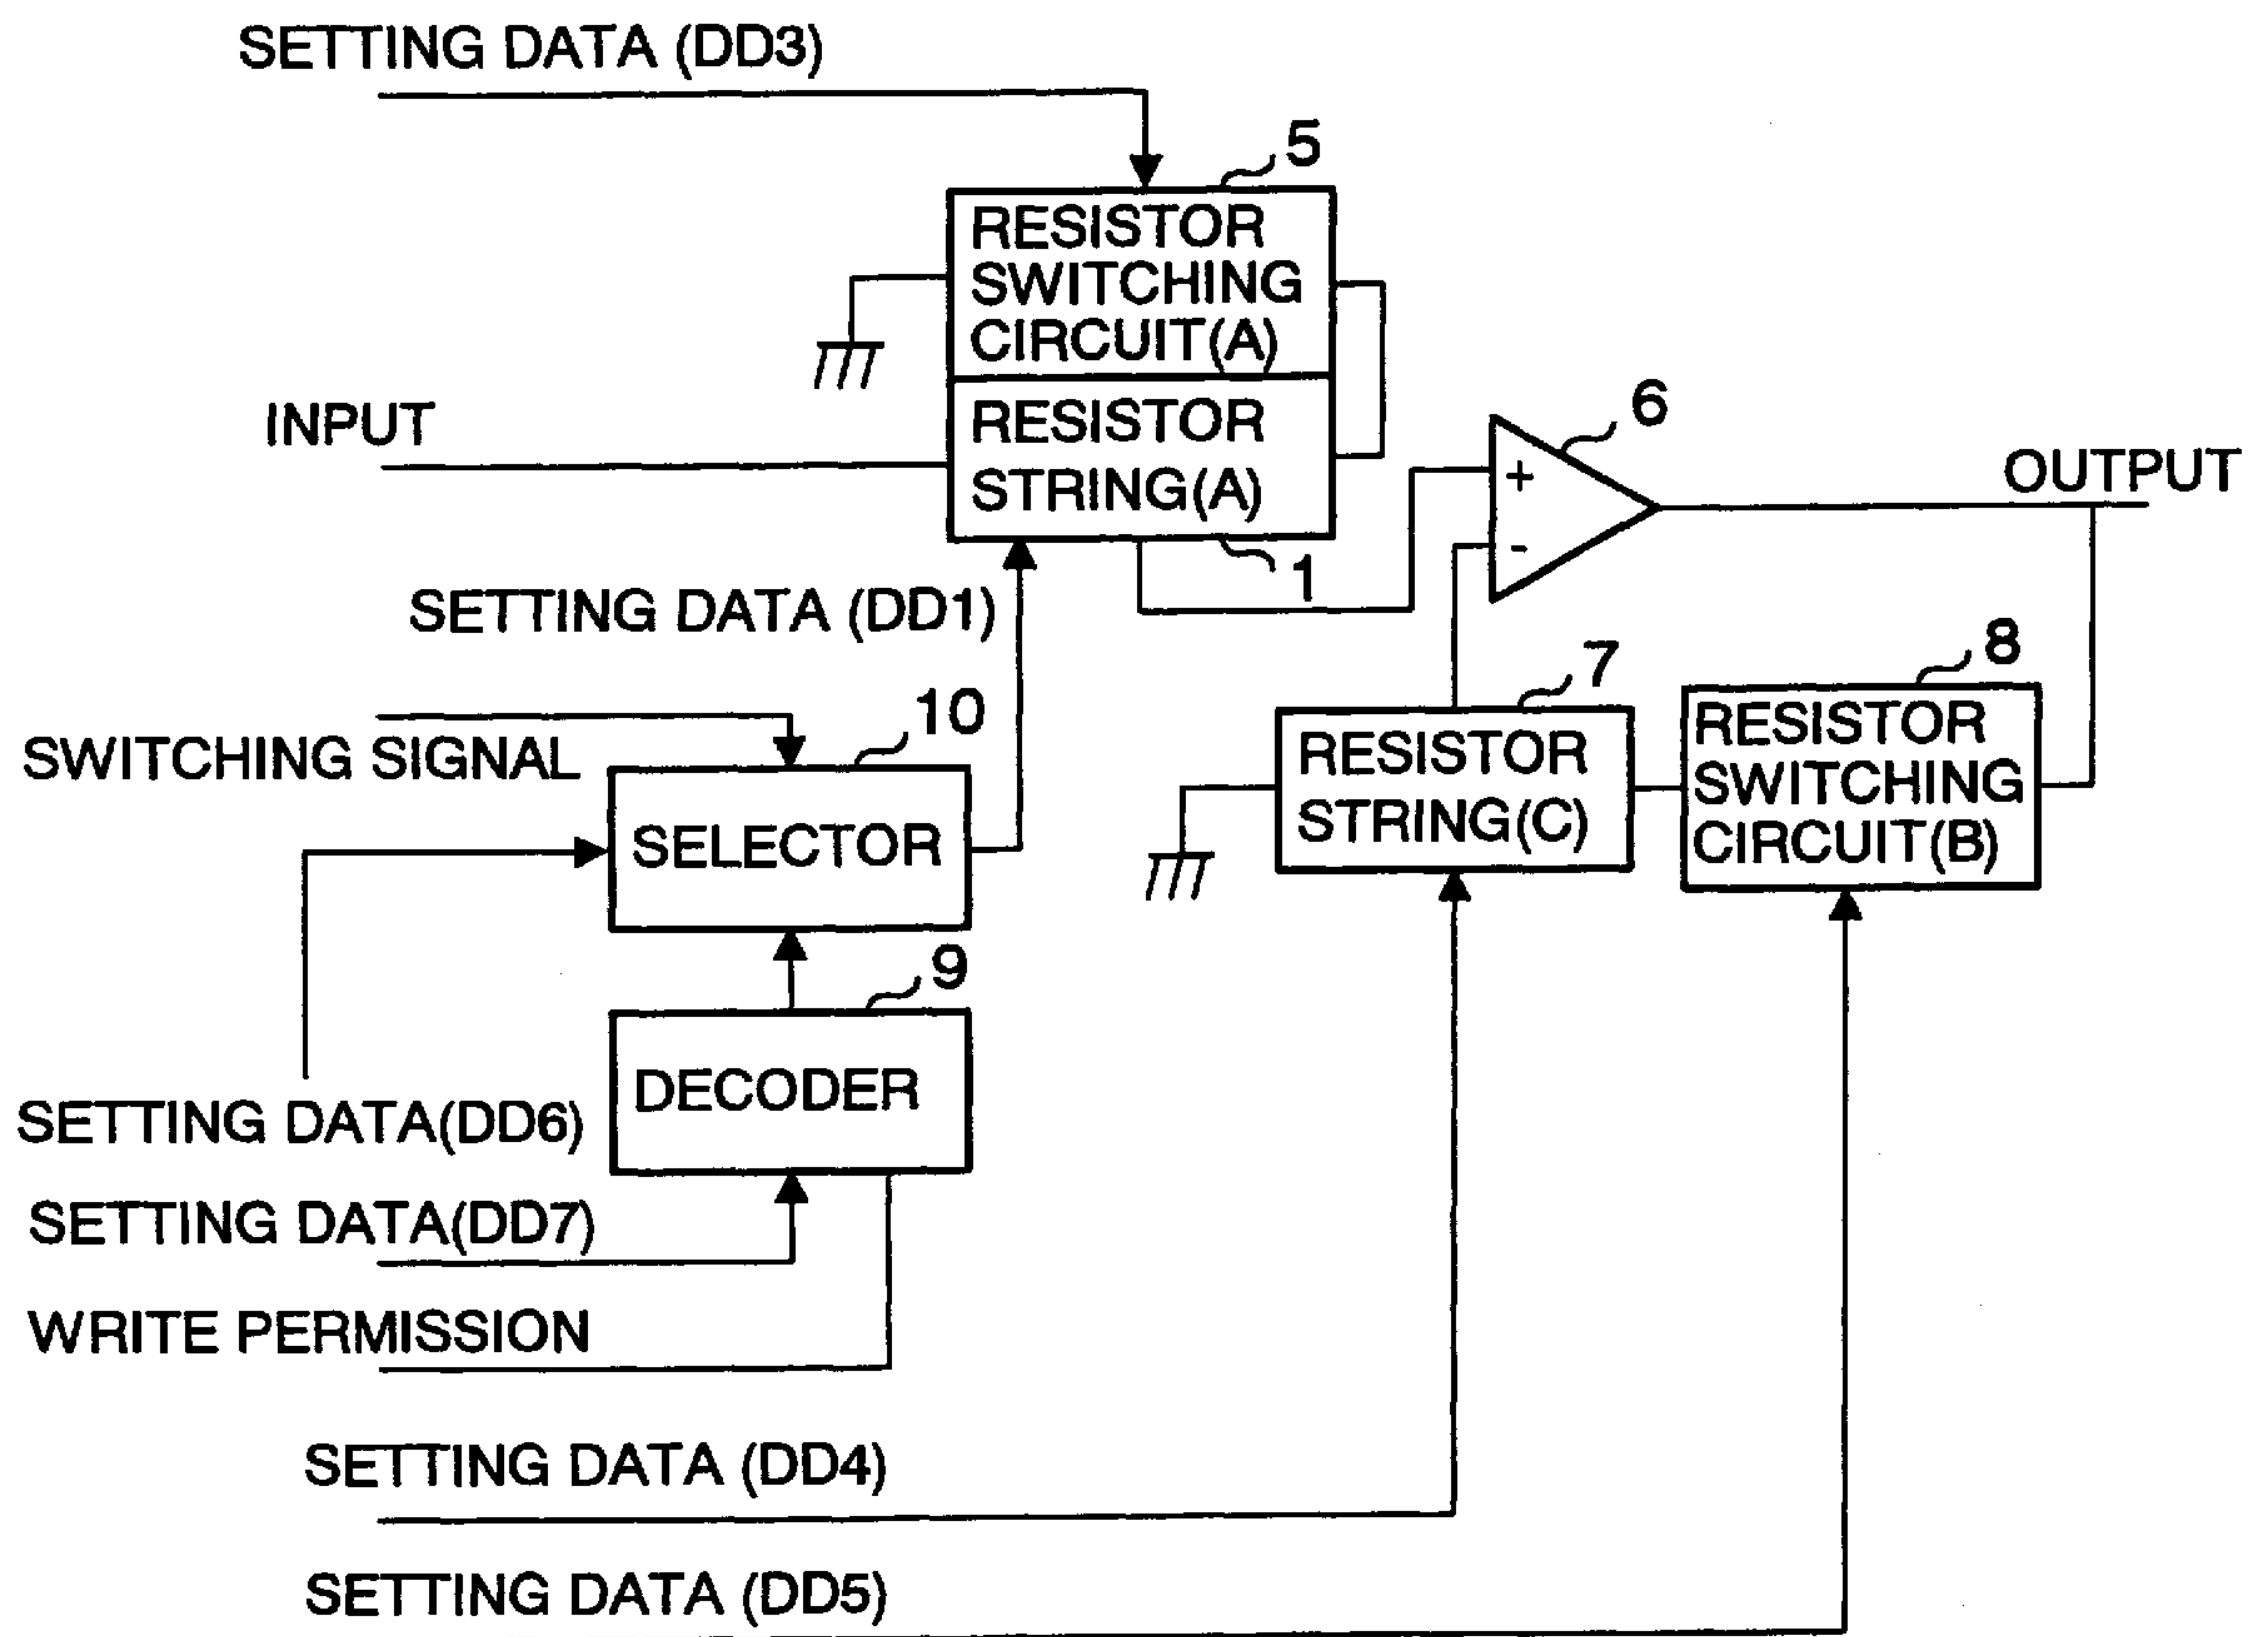 SETTING DATA (DD3)
5
RESISTOR
SWITCHING
CIRCUIT(A)
INPUT
RESISTOR
STRING(A)
1
6
+
-
OUTPUT
SETTING DATA (DD1)
SWITCHING SIGNAL
10
SELECTOR
7
RESISTOR
STRING(C)
8
RESISTOR
SWITCHING
CIRCUIT(B)
9
DECODER
SETTING DATA(DD6)
SETTING DATA(DD7)
WRITE PERMISSION
SETTING DATA (DD4)
SETTING DATA (DD5)